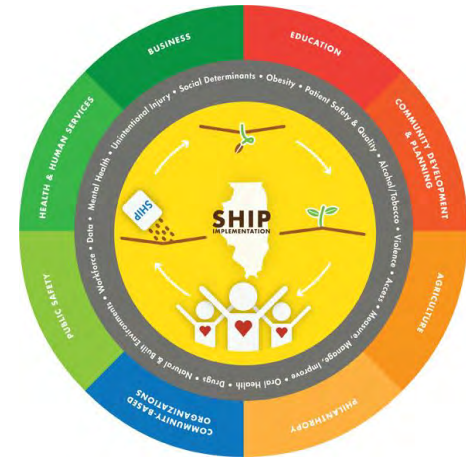 BUSINESS
EDUCATION
COMMUNITY DEVELOPMENT
& PLANNING
AGRICULTURE
PHILANTHROPY
COMMUNITY-BASED
ORGANIZATIONS
PUBLIC SAFETY
HEALTH & HUMAN SERVICES
Social Determinants • Obesity • Patient Safety & Quality • Alcohol/Tobacco • Violence • Access • Measure, Manage, Improve • Oral Health • Drugs • Natural & Built Environments • Workforce • Data • Mental Health • Unintentional Injury •
SHIP
SHIP
IMPLEMENTATION